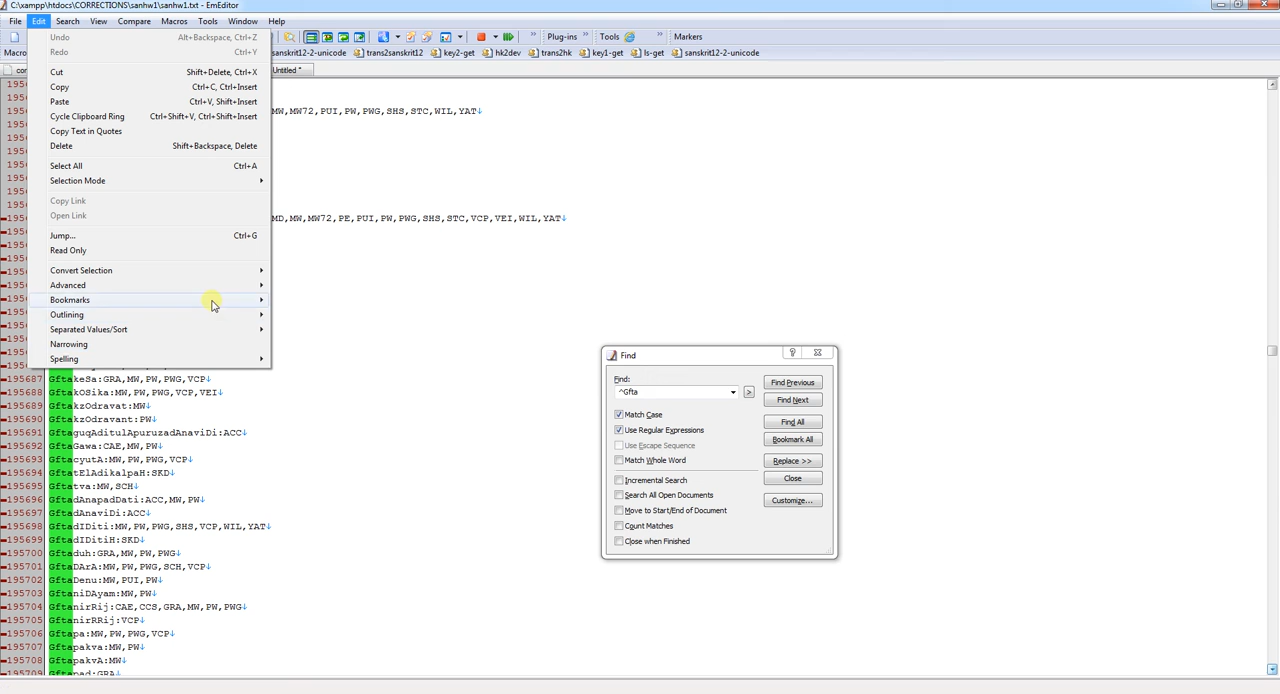 C:\xampp\htdocs\CORRECTIONS\sanhw1\sanhw1.txt - EmEditor
File Edit Search View Compare Macros Tools Window Help
Plug-ins » Tools » Markers
Macro sanskrit12-2-unicode trans2sanskrit12 key2-get hk2dev trans2hk key1-get ls-get sanskrit12-2-unicode
Untitled *
Undo Alt+Backspace, Ctrl+Z
Redo Ctrl+Y
Cut Shift+Delete, Ctrl+X
Copy Ctrl+C, Ctrl+Insert
Paste Ctrl+V, Shift+Insert
Cycle Clipboard Ring Ctrl+Shift+V, Ctrl+Shift+Insert
Copy Text in Quotes
Delete Shift+Backspace, Delete
Select All Ctrl+A
Selection Mode
Copy Link
Open Link
Jump... Ctrl+G
Read Only
Convert Selection
Advanced
Bookmarks
Outlining
Separated Values/Sort
Narrowing
Spelling
MW,MW72,PUI,PW,PWG,SHS,STC,WIL,YAT↓
MD,MW,MW72,PE,PUI,PW,PWG,SHS,STC,VCP,VEI,WIL,YAT↓
195687 GftakeSa:GRA,MW,PW,PWG,VCP↓
195688 GftakOSika:MW,PW,PWG,VCP,VEI↓
195689 GftakzOdravat:MW↓
195690 GftakzOdravant:PW↓
195691 GftaguqAditulApuruzadAnaviDi:ACC↓
195692 GftaGawa:CAE,MW,PW↓
195693 GftacyutA:MW,PW,PWG,VCP↓
195694 GftatElAdikalpaH:SKD↓
195695 Gftatva:MW,SCH↓
195696 GftadAnapadDati:ACC,MW,PW↓
195697 GftadAnaviDi:ACC↓
195698 GftadIDiti:MW,PW,PWG,SHS,VCP,WIL,YAT↓
195699 GftadIDitiH:SKD↓
195700 Gftaduh:GRA,MW,PW,PWG↓
195701 GftaDArA:MW,PW,PWG,SCH,VCP↓
195702 GftaDenu:MW,PUI,PW↓
195703 GftaniDAyam:MW,PW↓
195704 GftanirRij:CAE,CCS,GRA,MW,PW,PWG↓
195705 GftanirRRij:VCP↓
195706 Gftapa:MW,PW,PWG,VCP↓
195707 Gftapakva:MW,PW↓
195708 GftapakvA:MW↓
195709 Gftapad:GRA↓
Find
Find:
^Gfta
Match Case
Use Regular Expressions
Use Escape Sequence
Match Whole Word
Incremental Search
Search All Open Documents
Move to Start/End of Document
Count Matches
Close when Finished
Find Previous
Find Next
Find All
Bookmark All
Replace >>
Close
Customize...